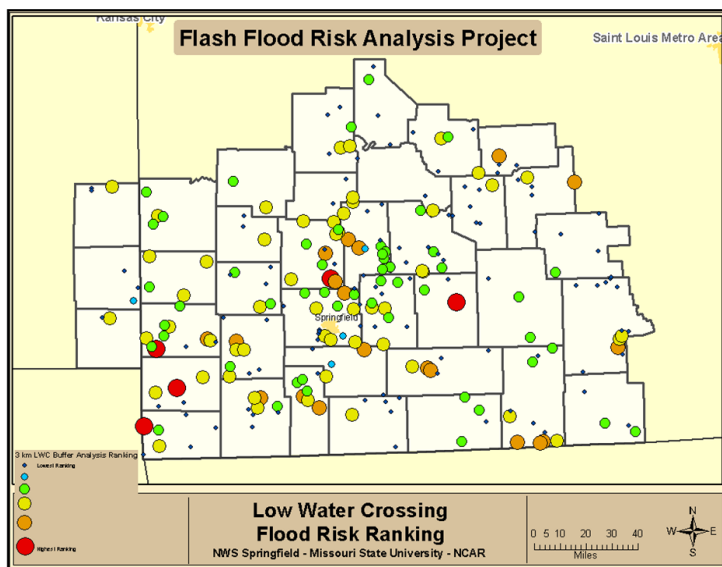 Kansas City
Flash Flood Risk Analysis Project
Saint Louis Metro Area
Springfield
3 km LWC Buffer Analysis Ranking
Lowest Ranking
Highest Ranking
Low Water Crossing
Flood Risk Ranking
NWS Springfield - Missouri State University - NCAR
0 5 10 20 30 40
Miles
N
W E
S